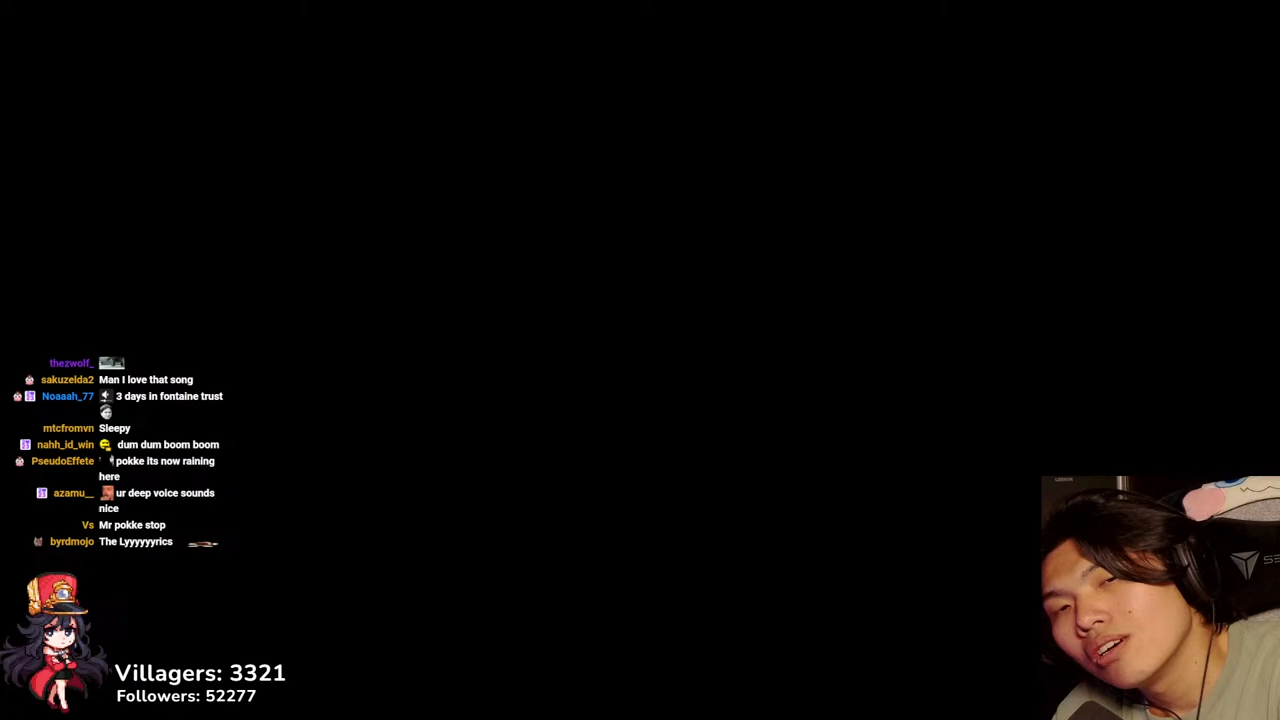 thezwolf_
sakuzelda2 Man I love that song
Noaaah_77 3 days in fontaine trust
mtcfromvn Sleepy
nahh_id_win dum dum boom boom
PseudoEffete pokke its now raining
here
azamu__ ur deep voice sounds
nice
Vs Mr pokke stop
byrdmojo The Lyyyyyyrics
Villagers: 3321
Followers: 52277